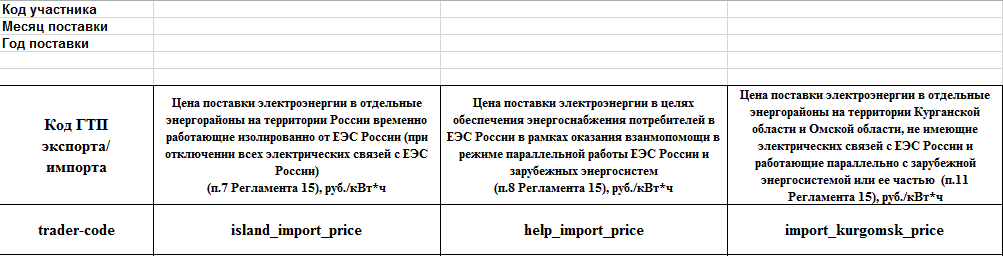 Код участника
Месяц поставки
Год поставки
Код ГТП
экспорта/
импорта
Цена поставки электроэнергии в отдельные
энергорайоны на территории России временно
работающие изолированно от ЕЭС России (при
отключении всех электрических связей с ЕЭС
России)
(п.7 Регламента 15), руб./кВт*ч
Цена поставки электроэнергии в целях
обеспечения энергоснабжения потребителей в
ЕЭС России в рамках оказания взаимопомощи в
режиме параллельной работы ЕЭС России и
зарубежных энергосистем
(п.8 Регламента 15), руб./кВт*ч
Цена поставки электроэнергии в отдельные
энергорайоны на территории Курганской
области и Омской области, не имеющие
электрических связей с ЕЭС России и
работающие параллельно с зарубежной
энергосистемой или ее частью (п.11
Регламента 15), руб./кВт*ч
trader-code
island_import_price
help_import_price
import_kurgomsk_price